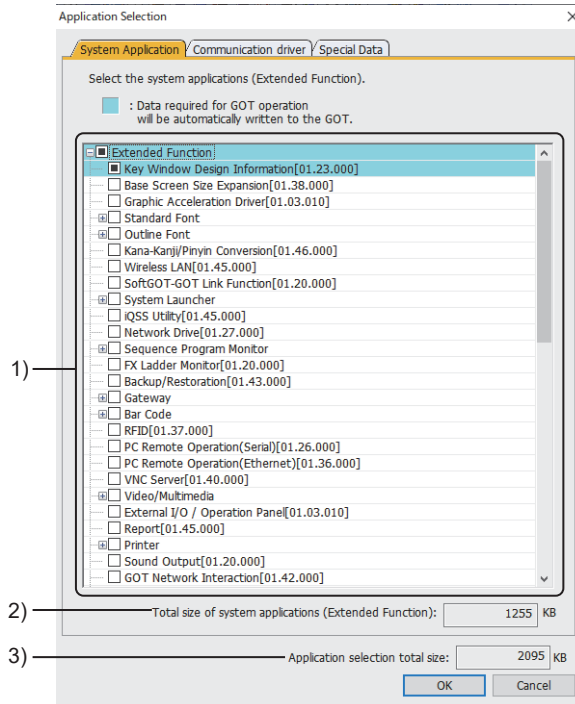 Application Selection
System Application Communication driver Special Data
Select the system applications (Extended Function).
: Data required for GOT operation
will be automatically written to the GOT.
Extended Function
Key Window Design Information[01.23.000]
Base Screen Size Expansion[01.38.000]
Graphic Acceleration Driver[01.03.010]
Standard Font
Outline Font
Kana-Kanji/Pinyin Conversion[01.46.000]
Wireless LAN[01.45.000]
SoftGOT-GOT Link Function[01.20.000]
System Launcher
iQSS Utility[01.45.000]
Network Drive[01.27.000]
Sequence Program Monitor
1)
FX Ladder Monitor[01.20.000]
Backup/Restoration[01.43.000]
Gateway
Bar Code
RFID[01.37.000]
PC Remote Operation(Serial)[01.26.000]
PC Remote Operation(Ethernet)[01.36.000]
VNC Server[01.40.000]
Video/Multimedia
External I/O / Operation Panel[01.03.010]
Report[01.45.000]
Printer
Sound Output[01.20.000]
GOT Network Interaction[01.42.000]
2) Total size of system applications (Extended Function): 1255 KB
3) Application selection total size: 2095 KB
OK Cancel